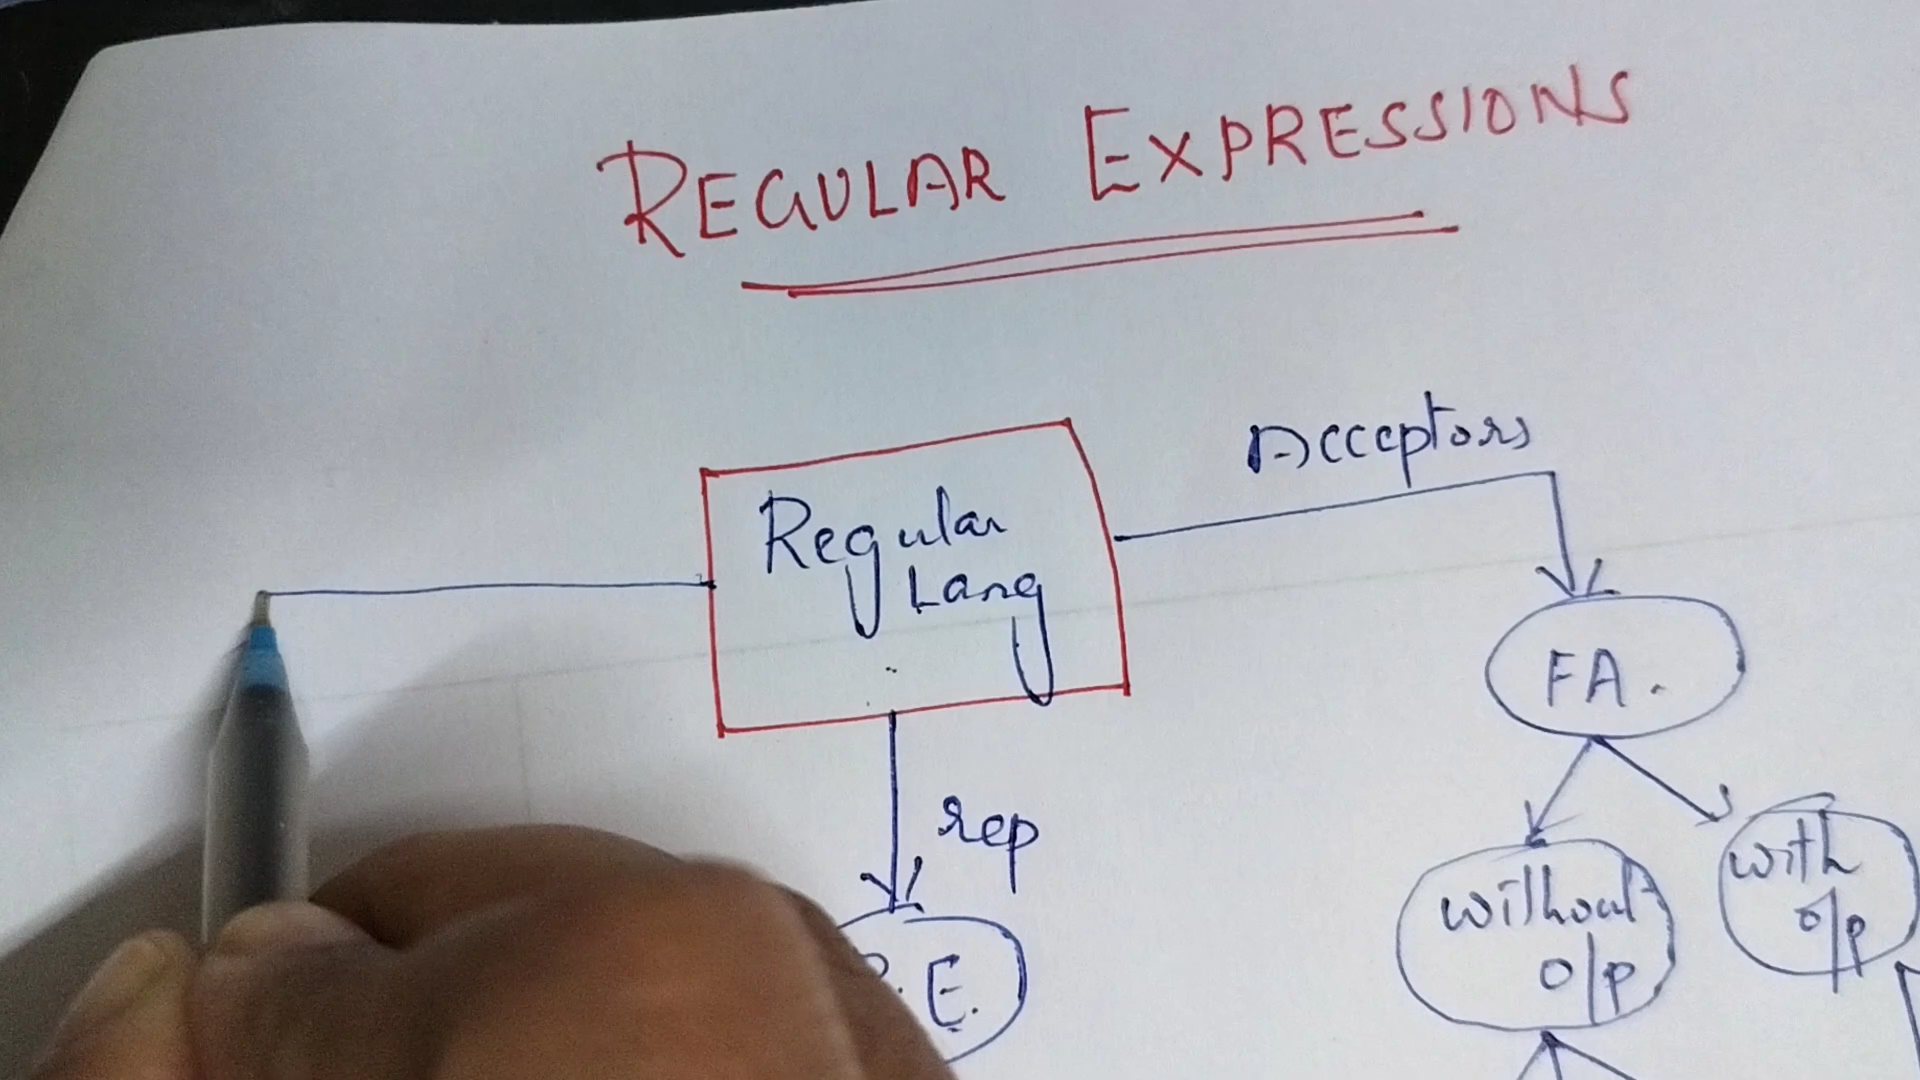 REGULAR EXPRESSIONS
Acceptors
Regular
Lang
FA.
rep
with
o/p
without
o/p
.E.